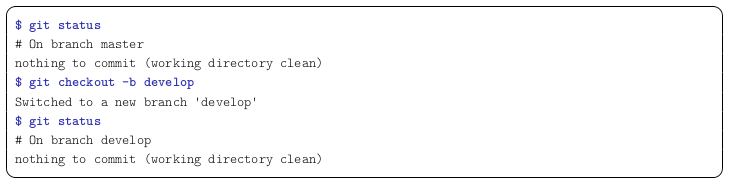 $ git status
# On branch master
nothing to commit (working directory clean)
$ git checkout -b develop
Switched to a new branch 'develop'
$ git status
# On branch develop
nothing to commit (working directory clean)